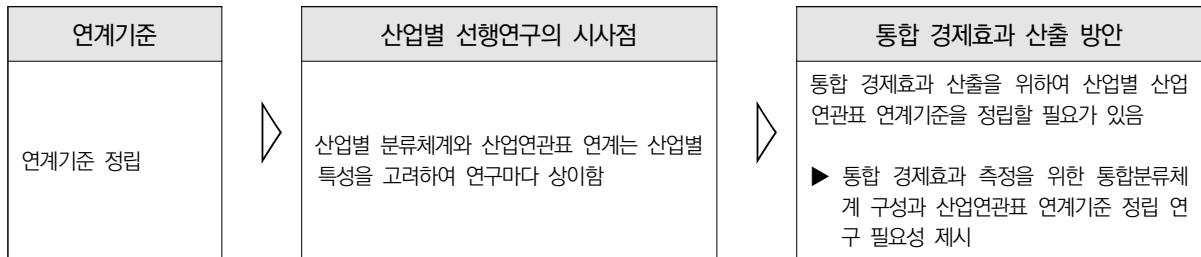 연계기준
연계기준 정립
산업별 선행연구의 시사점
산업별 분류체계와 산업연관표 연계는 산업별
특성을 고려하여 연구마다 상이함
통합 경제효과 산출 방안
통합 경제효과 산출을 위하여 산업별 산업
연관표 연계기준을 정립할 필요가 있음
▶ 통합 경제효과 측정을 위한 통합분류체
계 구성과 산업연관표 연계기준 정립 연
구 필요성 제시